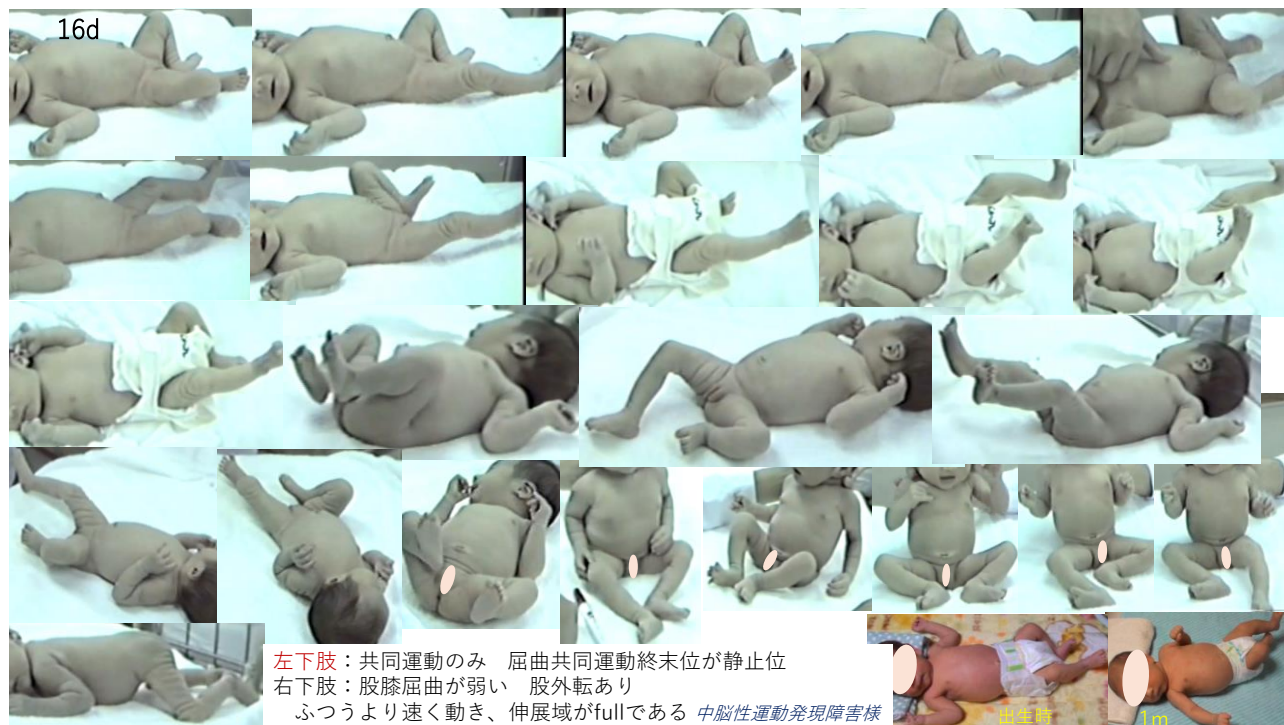 16d
左下肢：共同運動のみ　屈曲共同運動終末位が静止位
右下肢：股膝屈曲が弱い　股外転あり
ふつうより速く動き、伸展域がfullである 中脳性運動発現障害様
出生時
1m